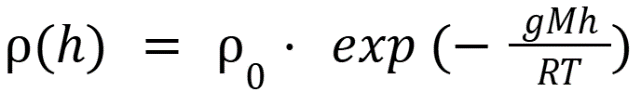 ρ(h) = ρ₀ · exp (− gMh/RT)